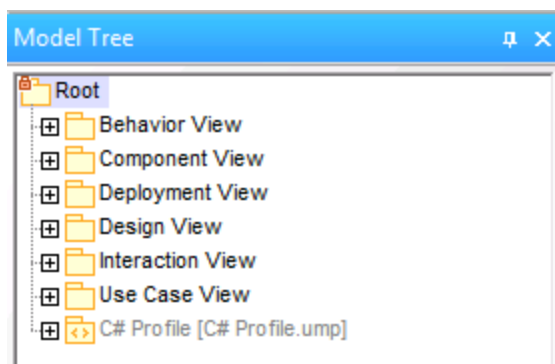 Model Tree
Root
Behavior View
Component View
Deployment View
Design View
Interaction View
Use Case View
C# Profile [C# Profile.ump]